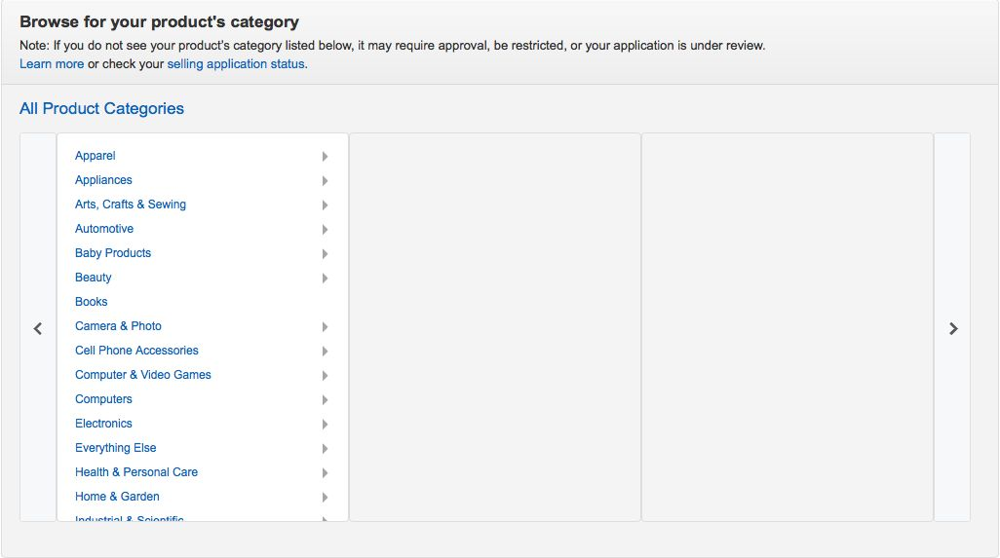 Browse for your product's category
Note: If you do not see your product's category listed below, it may require approval, be restricted, or your application is under review.
Learn more or check your selling application status.
All Product Categories
Apparel
Appliances
Arts, Crafts & Sewing
Automotive
Baby Products
Beauty
Books
Camera & Photo
Cell Phone Accessories
Computer & Video Games
Computers
Electronics
Everything Else
Health & Personal Care
Home & Garden
Industrial & Scientific